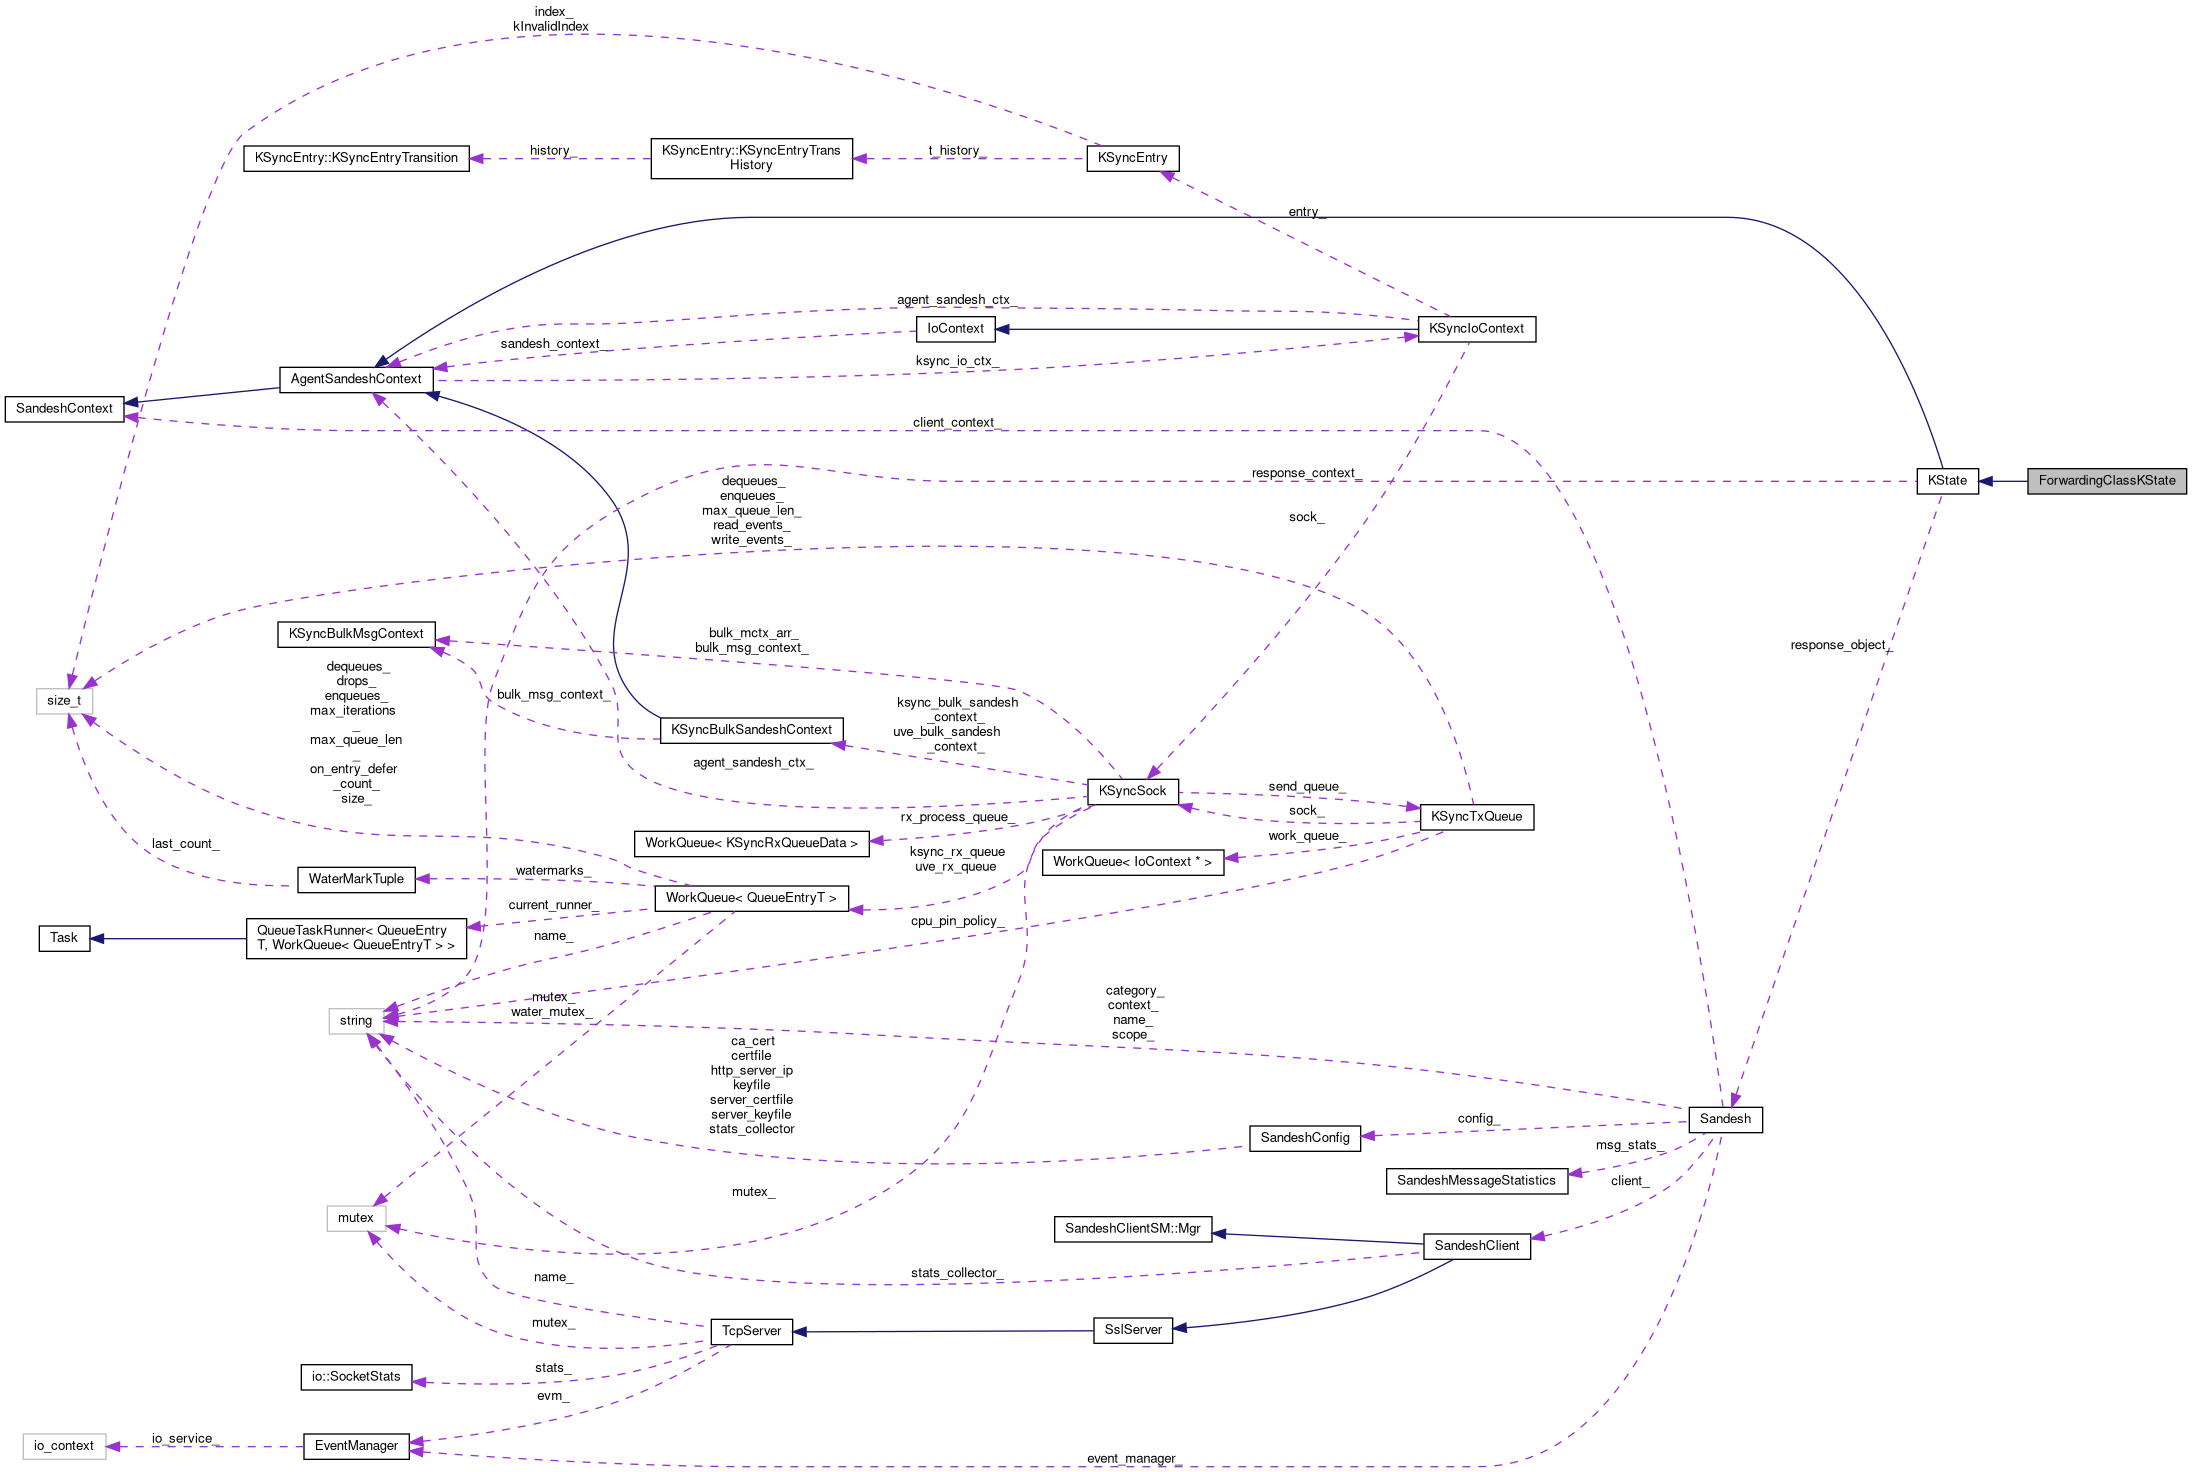 index_
kInvalidIndex
KSyncEntry::KSyncEntryTransition
history_
KSyncEntry::KSyncEntryTrans
History
t_history_
KSyncEntry
entry_
agent_sandesh_ctx_
IoContext
KSyncIoContext
sandesh_context_
ksync_io_ctx_
AgentSandeshContext
SandeshContext
client_context_
response_context_
KState
ForwardingClassKState
dequeues_
enqueues_
max_queue_len_
read_events_
write_events_
sock_
KSyncBulkMsgContext
bulk_mctx_arr_
bulk_msg_context_
response_object_
size_t
dequeues_
drops_
enqueues_
max_iterations
_
max_queue_len
_
on_entry_defer
_count_
size_
bulk_msg_context_
KSyncBulkSandeshContext
ksync_bulk_sandesh
_context_
uve_bulk_sandesh
_context_
agent_sandesh_ctx_
KSyncSock
send_queue_
sock_
KSyncTxQueue
rx_process_queue_
work_queue_
WorkQueue< KSyncRxQueueData >
last_count_
ksync_rx_queue
uve_rx_queue
WorkQueue< IoContext * >
WaterMarkTuple
watermarks_
WorkQueue< QueueEntryT >
current_runner_
cpu_pin_policy_
Task
QueueTaskRunner< QueueEntry
T, WorkQueue< QueueEntryT > >
name_
mutex_
water_mutex_
string
category_
context_
name_
scope_
ca_cert
certfile
http_server_ip
keyfile
server_certfile
server_keyfile
stats_collector
Sandesh
config_
SandeshConfig
msg_stats_
SandeshMessageStatistics
client_
mutex_
mutex
SandeshClientSM::Mgr
SandeshClient
name_
stats_collector_
mutex_
TcpServer
SslServer
stats_
io::SocketStats
evm_
io_context
io_service_
EventManager
event_manager_